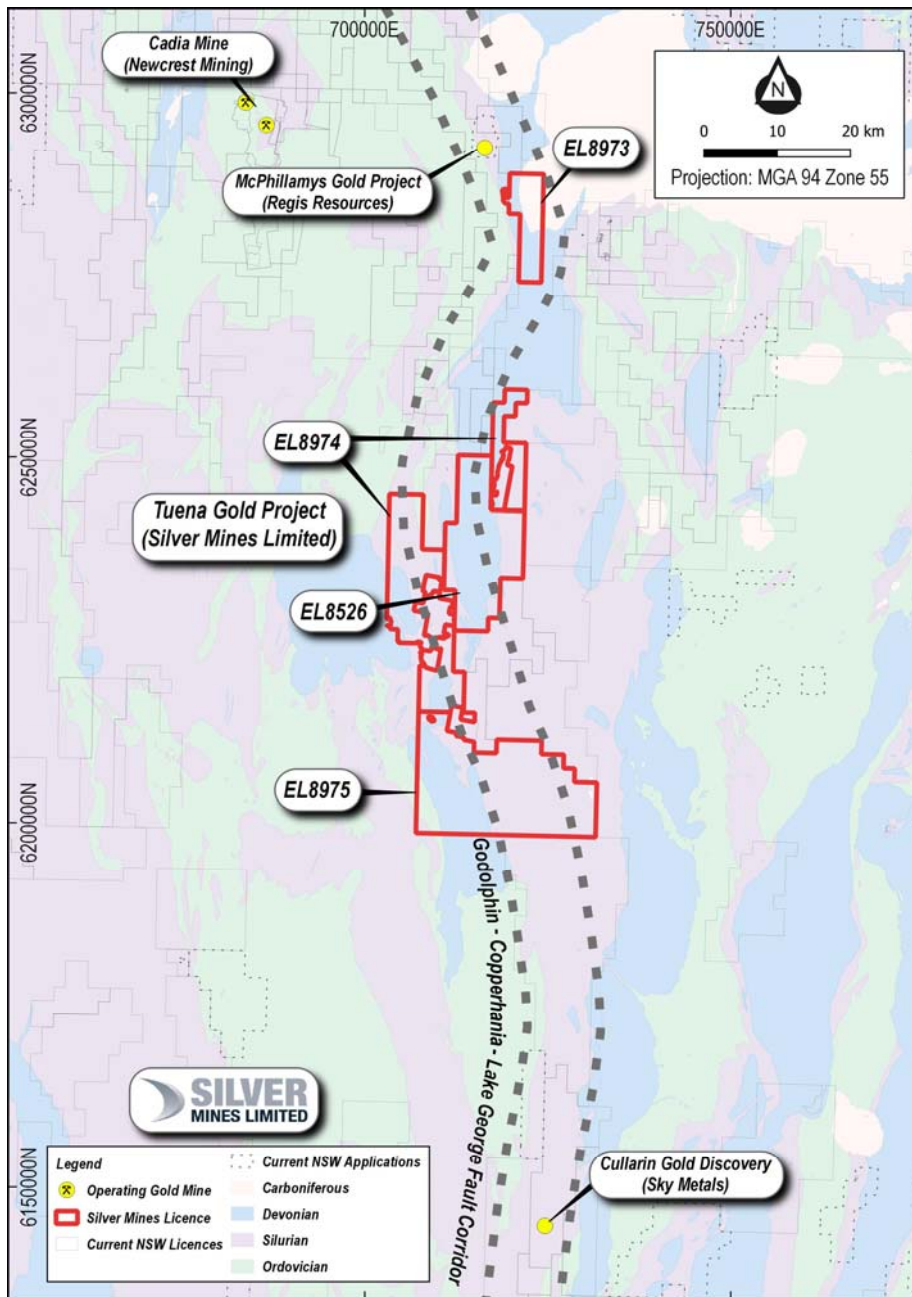 700000E
750000E
Cadia Mine
(Newcrest Mining)
N
0 10 20 km
Projection: MGA 94 Zone 55
6300000N
EL8973
McPhillamys Gold Project
(Regis Resources)
EL8974
6250000N
Tuena Gold Project
(Silver Mines Limited)
EL8526
EL8975
6200000N
Godolphin - Copperhania - Lake George Fault Corridor
SILVER
MINES LIMITED
Legend
Operating Gold Mine
Silver Mines Licence
Current NSW Licences
Current NSW Applications
Carboniferous
Devonian
Silurian
Ordovician
6150000N
Cullarin Gold Discovery
(Sky Metals)